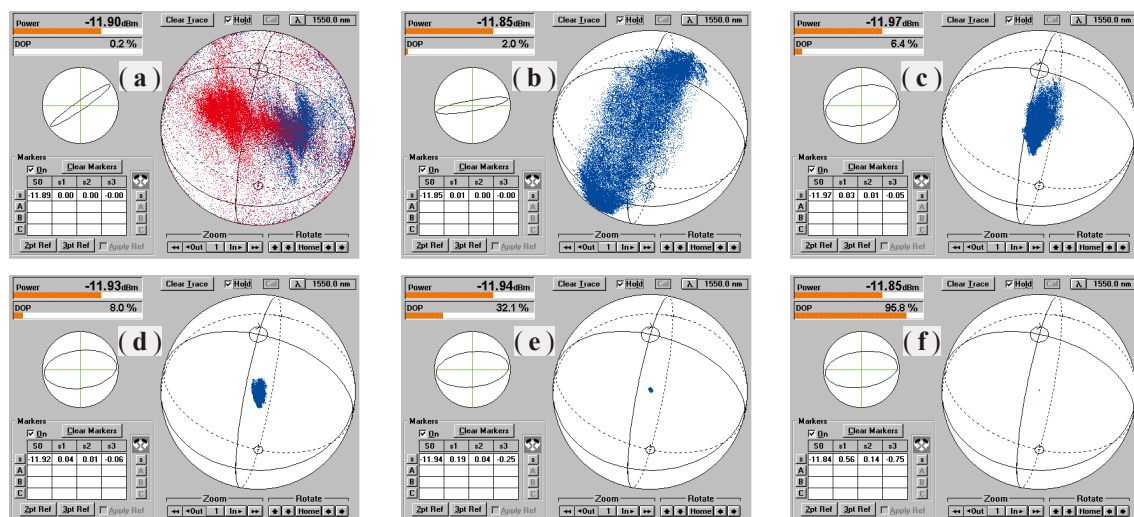 Power -11.90dBm Clear Trace Hold Cal λ 1550.0 nm
DOP 0.2 %
(a)
Markers
On Clear Markers
S0 s1 s2 s3
s -11.89 0.00 0.00 -0.00 s
A A
B B
C C
Zoom Rotate
2pt Ref 3pt Ref Apply Ref Out 1 In Home
Power -11.85dBm Clear Trace Hold Cal λ 1550.0 nm
DOP 2.0 %
(b)
Markers
On Clear Markers
S0 s1 s2 s3
s -11.85 0.01 0.00 -0.00 s
A A
B B
C C
Zoom Rotate
2pt Ref 3pt Ref Apply Ref Out 1 In Home
Power -11.97dBm Clear Trace Hold Cal λ 1550.0 nm
DOP 6.4 %
(c)
Markers
On Clear Markers
S0 s1 s2 s3
s -11.97 0.03 0.01 -0.05 s
A A
B B
C C
Zoom Rotate
2pt Ref 3pt Ref Apply Ref Out 1 In Home
Power -11.93dBm Clear Trace Hold Cal λ 1550.0 nm
DOP 8.0 %
(d)
Markers
On Clear Markers
S0 s1 s2 s3
s -11.92 0.04 0.01 -0.06 s
A A
B B
C C
Zoom Rotate
2pt Ref 3pt Ref Apply Ref Out 1 In Home
Power -11.94dBm Clear Trace Hold Cal λ 1550.0 nm
DOP 32.1 %
(e)
Markers
On Clear Markers
S0 s1 s2 s3
s -11.94 0.19 0.04 -0.25 s
A A
B B
C C
Zoom Rotate
2pt Ref 3pt Ref Apply Ref Out 1 In Home
Power -11.85dBm Clear Trace Hold Cal λ 1550.0 nm
DOP 95.8 %
(f)
Markers
On Clear Markers
S0 s1 s2 s3
s -11.84 0.56 0.14 -0.75 s
A A
B B
C C
Zoom Rotate
2pt Ref 3pt Ref Apply Ref Out 1 In Home